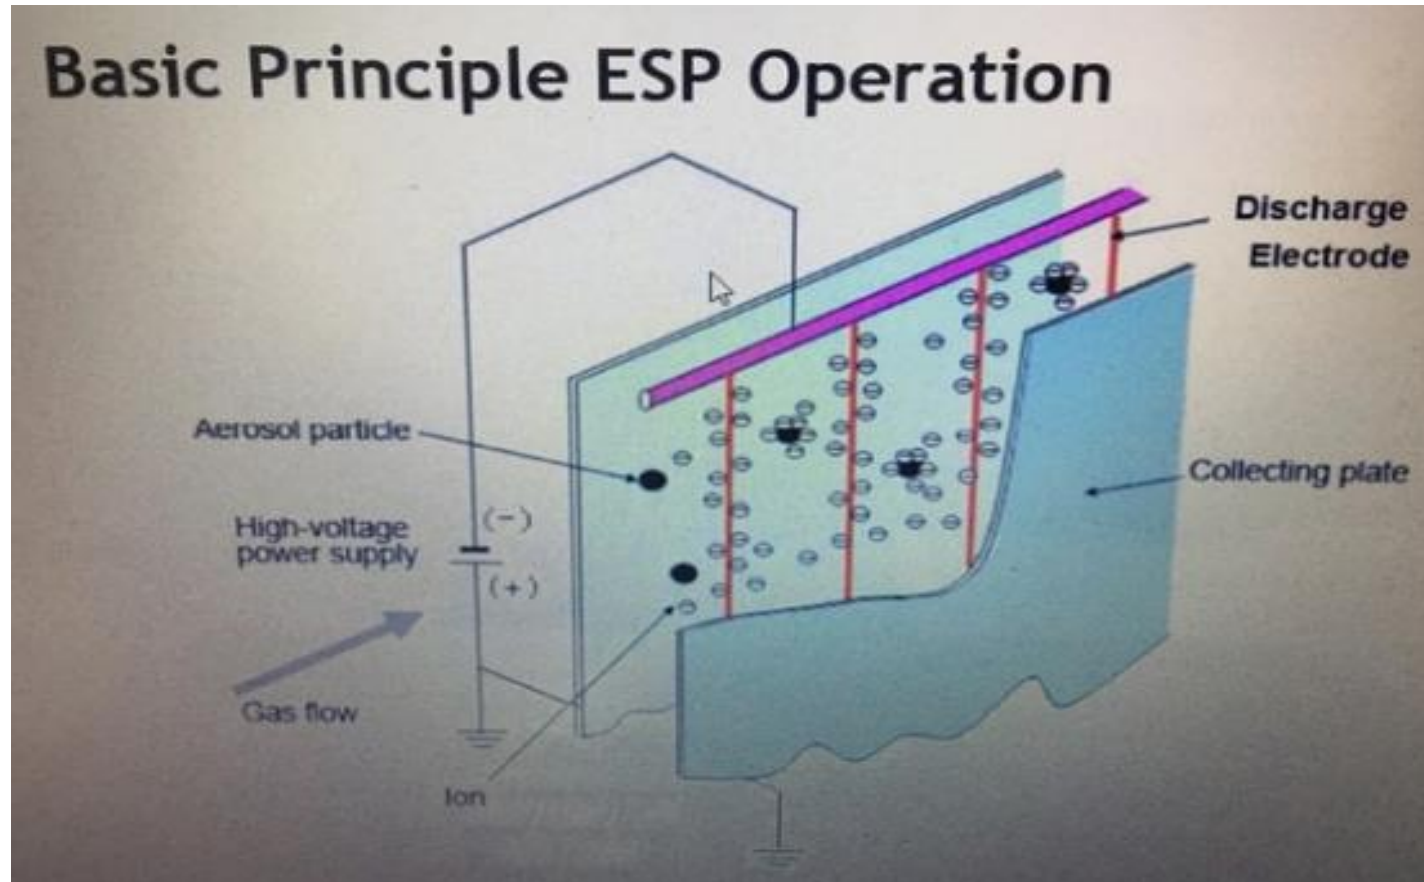 Basic Principle ESP Operation
Discharge
Electrode
Aerosol particle
Collecting plate
High-voltage
power supply
(-)
(+)
Gas flow
Ion